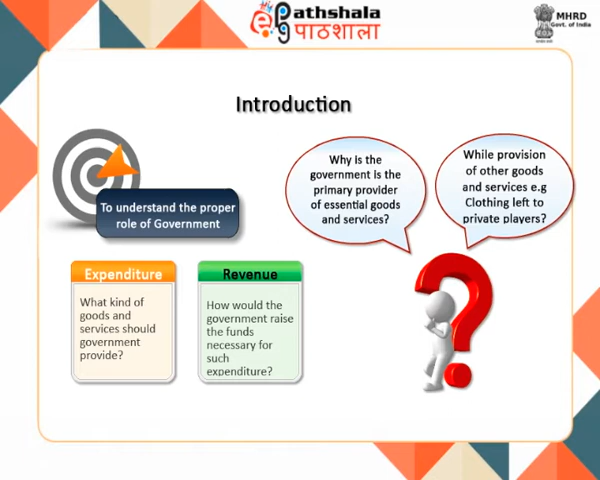 Pathshala
पाठशाला
MHRD
Govt. of India
Introduction
To understand the proper
role of Government
Why is the
government is the
primary provider
of essential goods
and services?
While provision
of other goods
and services e.g
Clothing left to
private players?
Expenditure
What kind of
goods and
services should
government
provide?
Revenue
How would the
government raise
the funds
necessary for
such
expenditure?